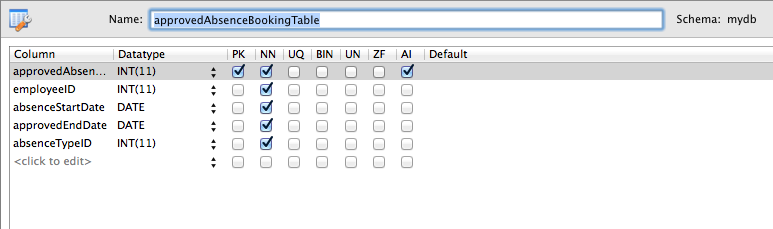 Name: approvedAbsenceBookingTable Schema: mydb
Column Datatype PK NN UQ BIN UN ZF AI Default
approvedAbsen... INT(11)
employeeID INT(11)
absenceStartDate DATE
approvedEndDate DATE
absenceTypeID INT(11)
<click to edit>